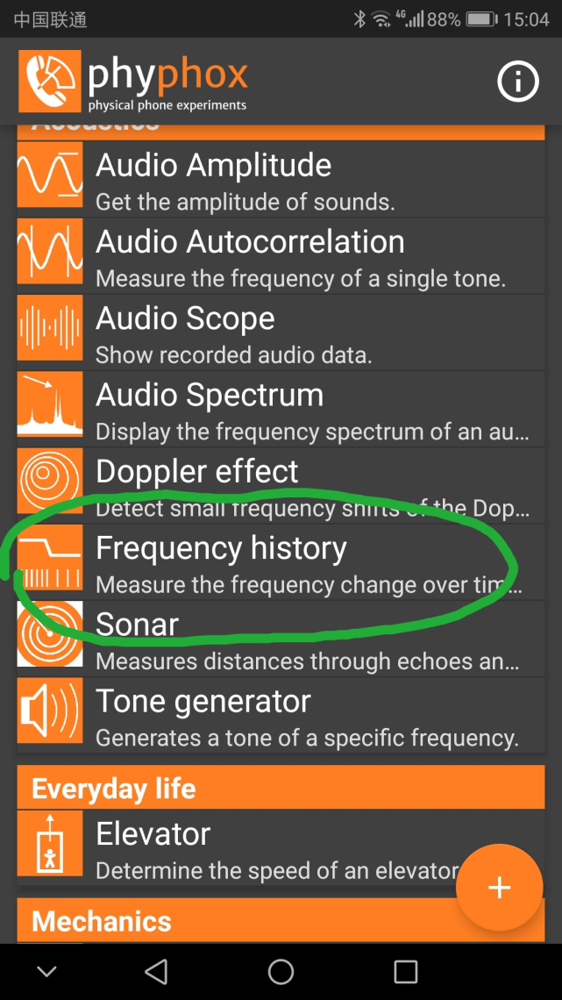 中国联通 4G 88% 15:04
phyphox
physical phone experiments
Acoustics
Audio Amplitude
Get the amplitude of sounds.
Audio Autocorrelation
Measure the frequency of a single tone.
Audio Scope
Show recorded audio data.
Audio Spectrum
Display the frequency spectrum of an au...
Doppler effect
Detect small frequency shifts of the Dop...
Frequency history
Measure the frequency change over tim...
Sonar
Measures distances through echoes an...
Tone generator
Generates a tone of a specific frequency.
Everyday life
Elevator
Determine the speed of an elevator
Mechanics